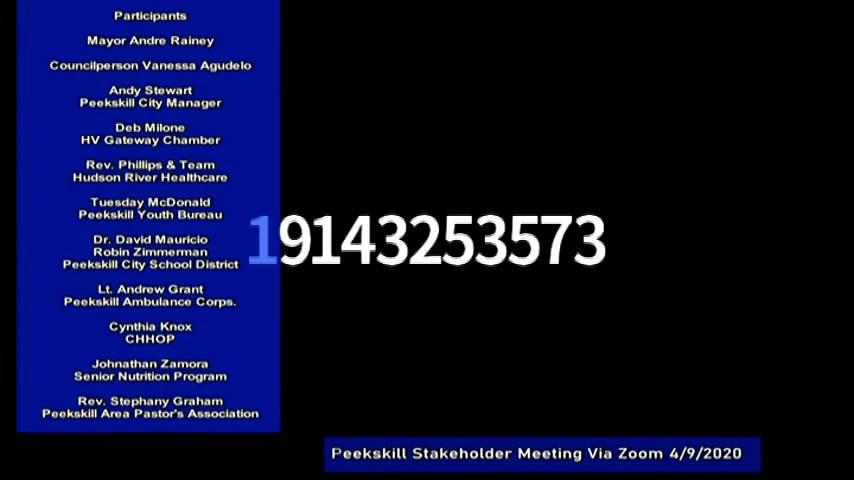 Participants
Mayor Andre Rainey
Councilperson Vanessa Agudelo
Andy Stewart
Peekskill City Manager
Deb Milone
HV Gateway Chamber
Rev. Phillips & Team
Hudson River Healthcare
Tuesday McDonald
Peekskill Youth Bureau
Dr. David Mauricio
Robin Zimmerman
Peekskill City School District
Lt. Andrew Grant
Peekskill Ambulance Corps.
Cynthia Knox
CHHOP
Johnathan Zamora
Senior Nutrition Program
Rev. Stephany Graham
Peekskill Area Pastor's Association
19143253573
Peekskill Stakeholder Meeting Via Zoom 4/9/2020